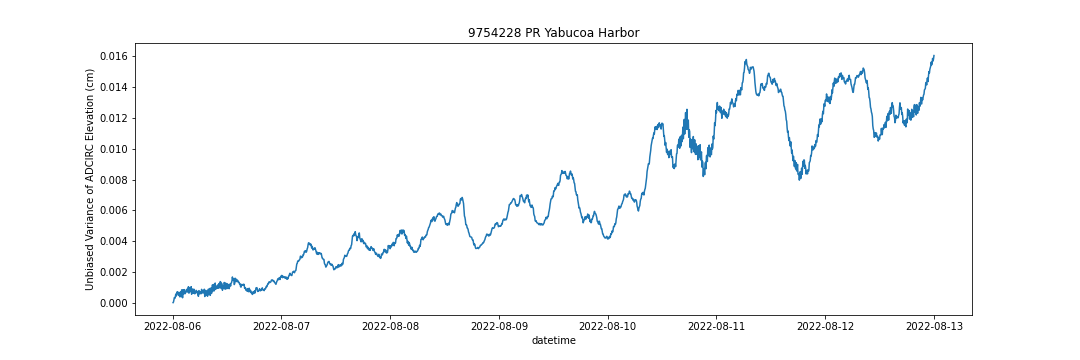 9754228 PR Yabucoa Harbor
Unbiased Variance of ADCIRC Elevation (cm)
0.016
0.014
0.012
0.010
0.008
0.006
0.004
0.002
0.000
2022-08-06 2022-08-07 2022-08-08 2022-08-09 2022-08-10 2022-08-11 2022-08-12 2022-08-13
datetime